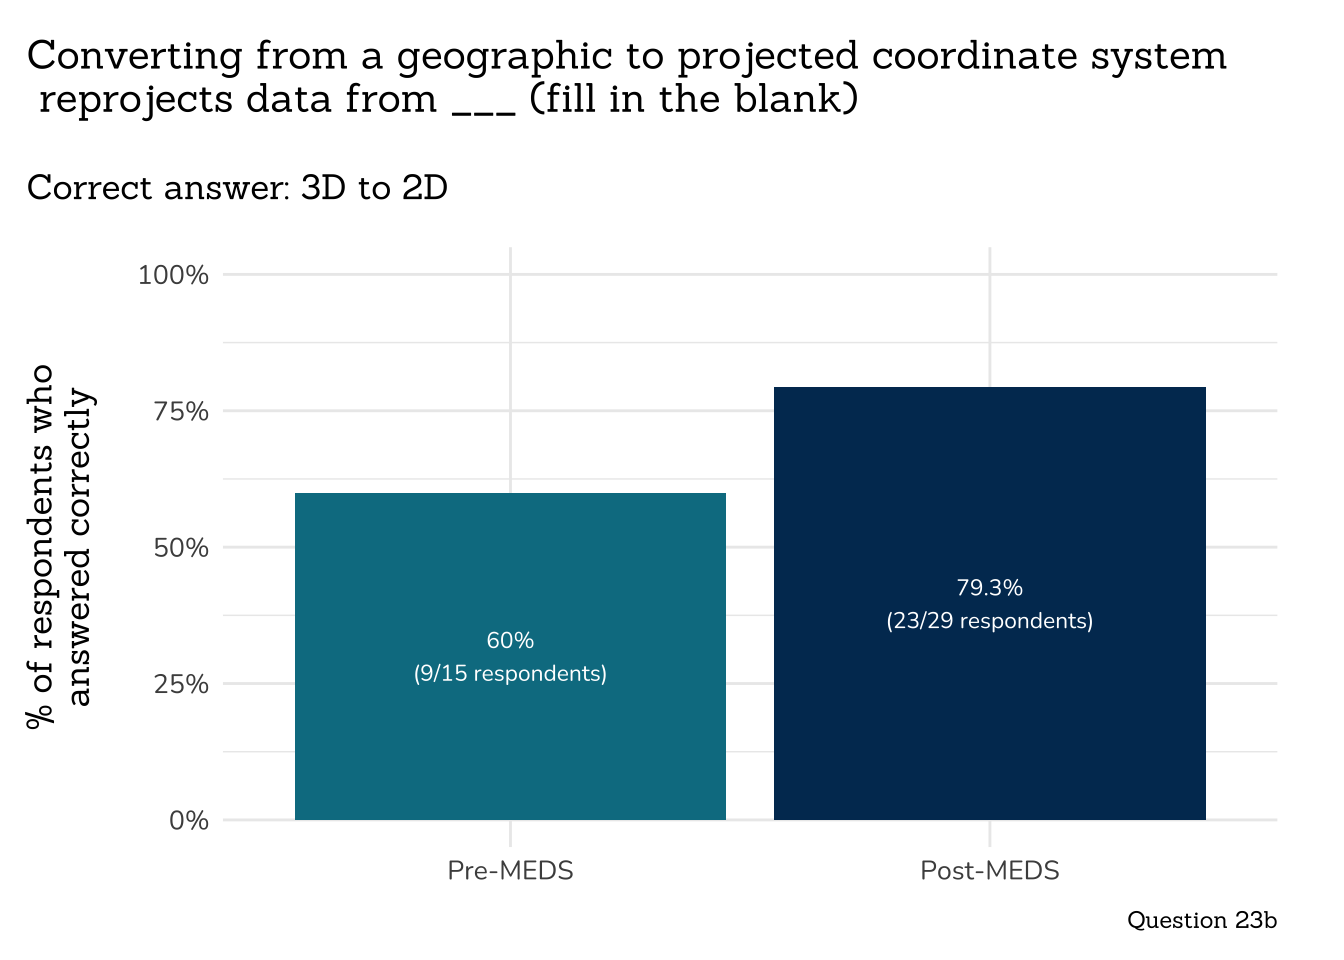 Converting from a geographic to projected coordinate system
reprojects data from ___ (fill in the blank)
Correct answer: 3D to 2D
% of respondents who
answered correctly
100%
75%
50%
25%
0%
60%
(9/15 respondents)
79.3%
(23/29 respondents)
Pre-MEDS
Post-MEDS
Question 23b